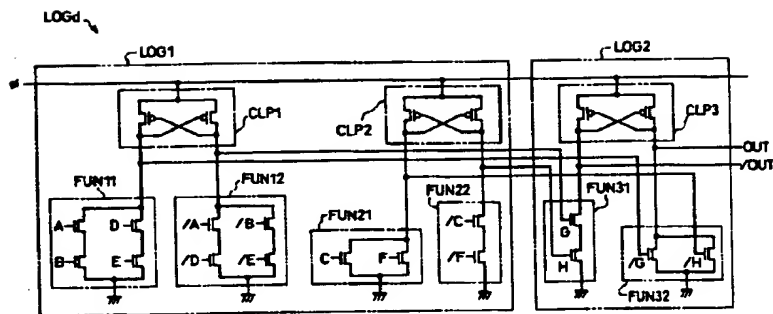 LOGd
LOG1
LOG2
φ
CLP1
CLP2
CLP3
OUT
/OUT
FUN11
FUN12
FUN21
FUN22
FUN31
FUN32
A
D
B
E
/A
/B
/D
/E
C
F
/C
/F
G
H
/G
/H